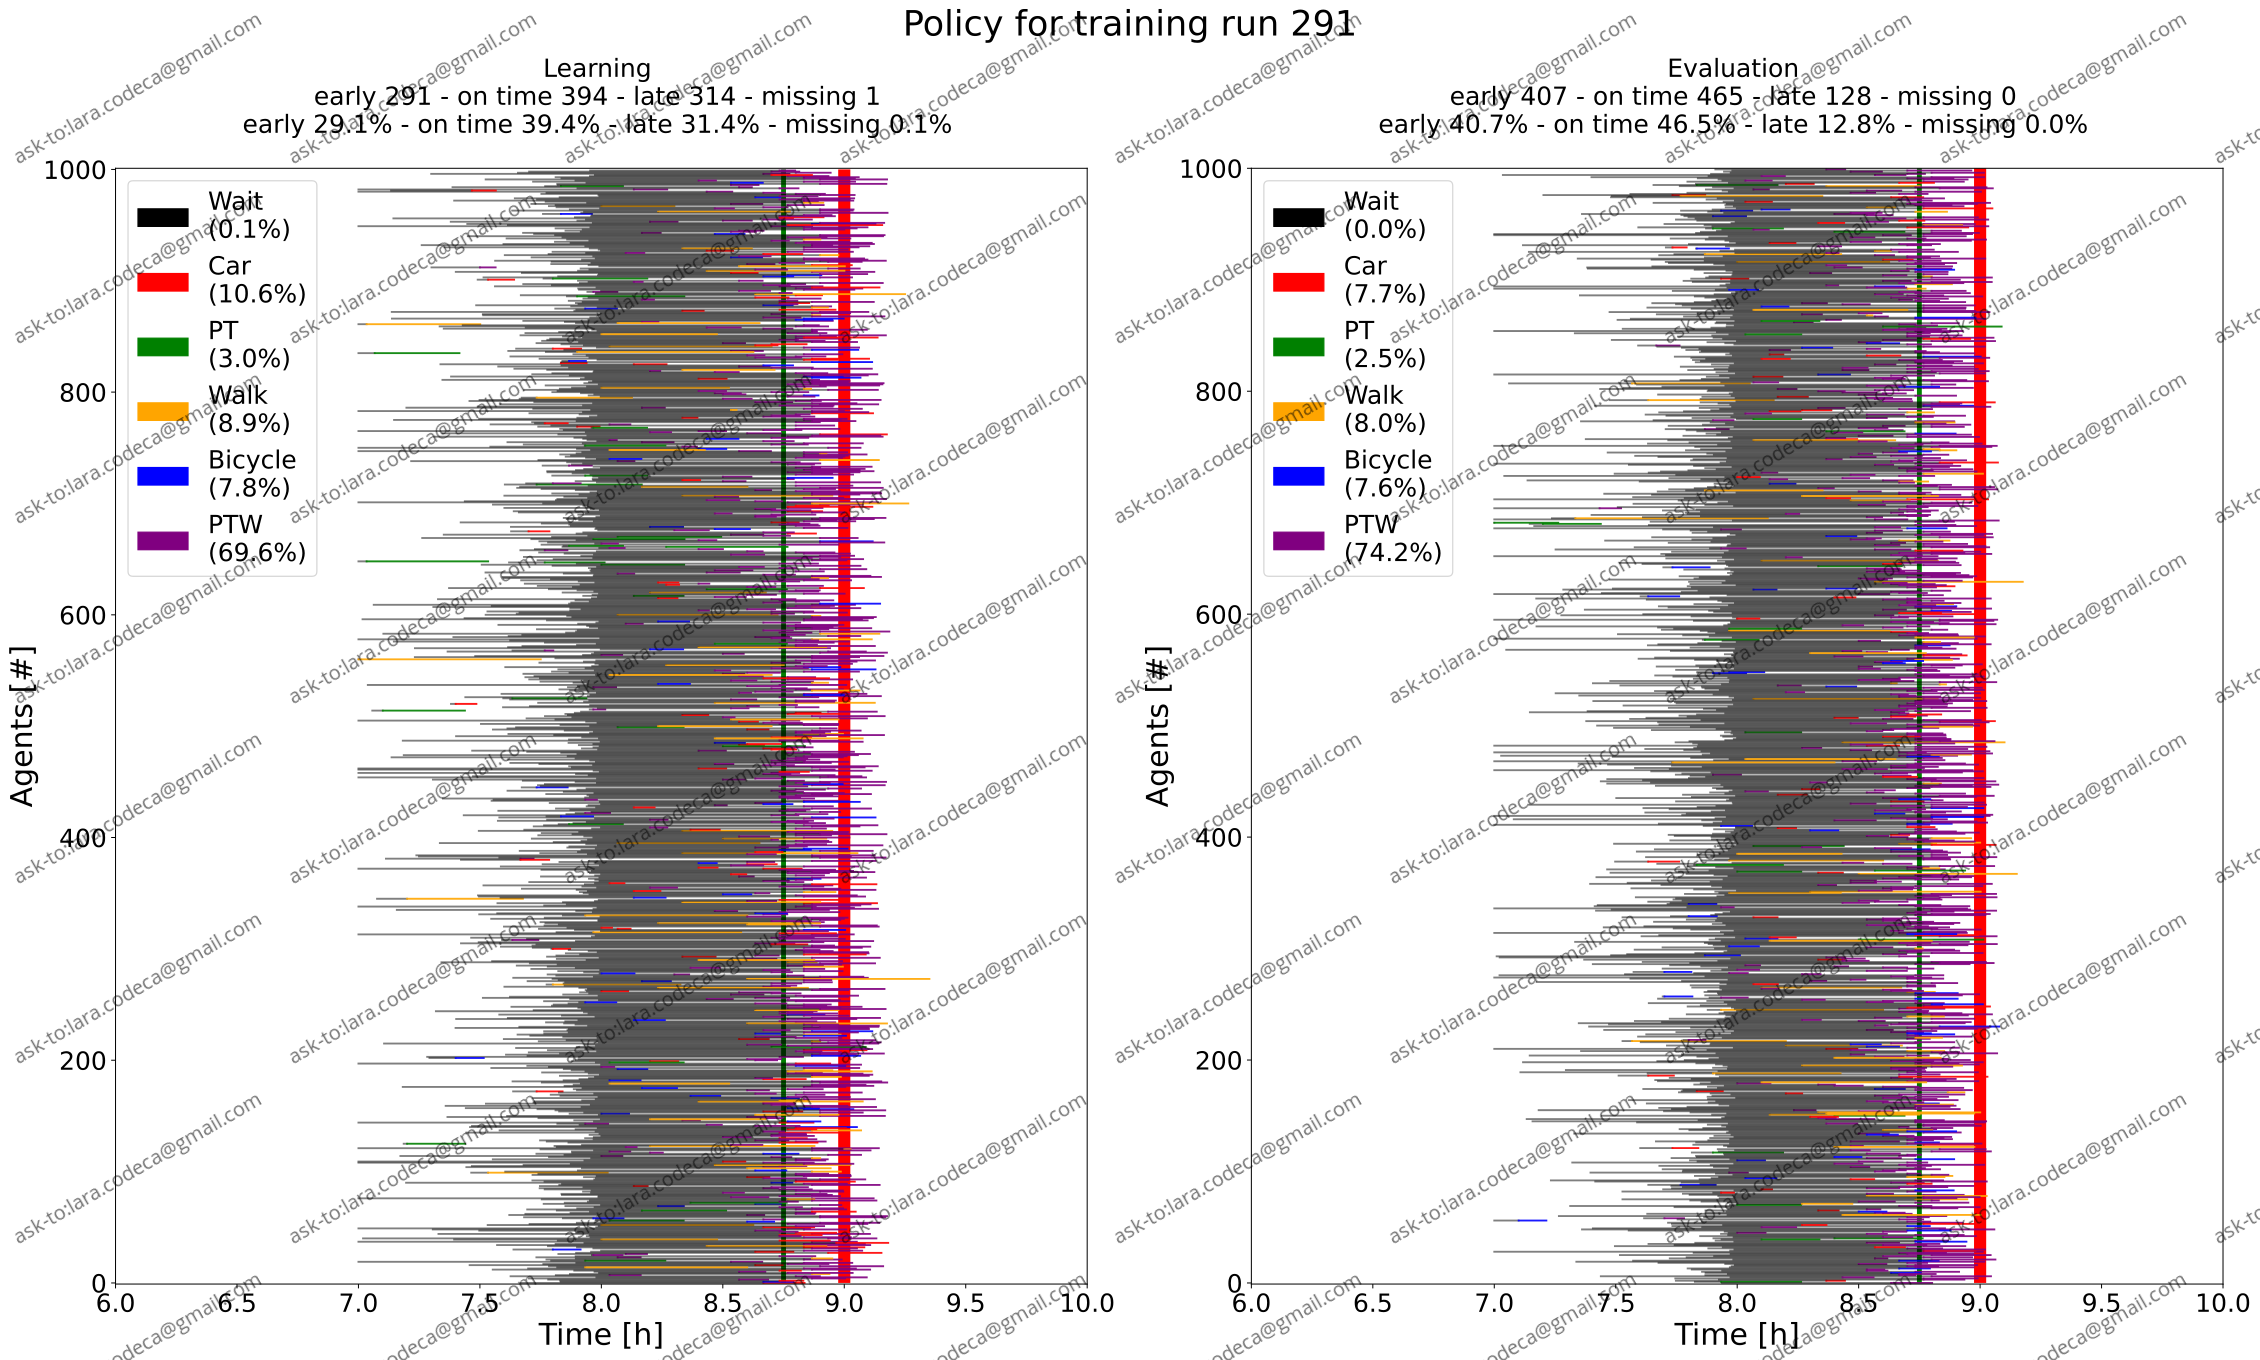 Policy for training run 291
Learning
early 291 - on time 394 - late 314 - missing 1
early 29.1% - on time 39.4% - late 31.4% - missing 0.1%
Evaluation
early 407 - on time 465 - late 128 - missing 0
early 40.7% - on time 46.5% - late 12.8% - missing 0.0%
Wait
(0.1%)
Car
(10.6%)
PT
(3.0%)
Walk
(8.9%)
Bicycle
(7.8%)
PTW
(69.6%)
Agents [#]
1000
800
600
400
200
0
6.0 6.5 7.0 7.5 8.0 8.5 9.0 9.5 10.0
Time [h]
Wait
(0.0%)
Car
(7.7%)
PT
(2.5%)
Walk
(8.0%)
Bicycle
(7.6%)
PTW
(74.2%)
Agents [#]
1000
800
600
400
200
0
6.0 6.5 7.0 7.5 8.0 8.5 9.0 9.5 10.0
Time [h]
ask-to:lara.codeca@gmail.com